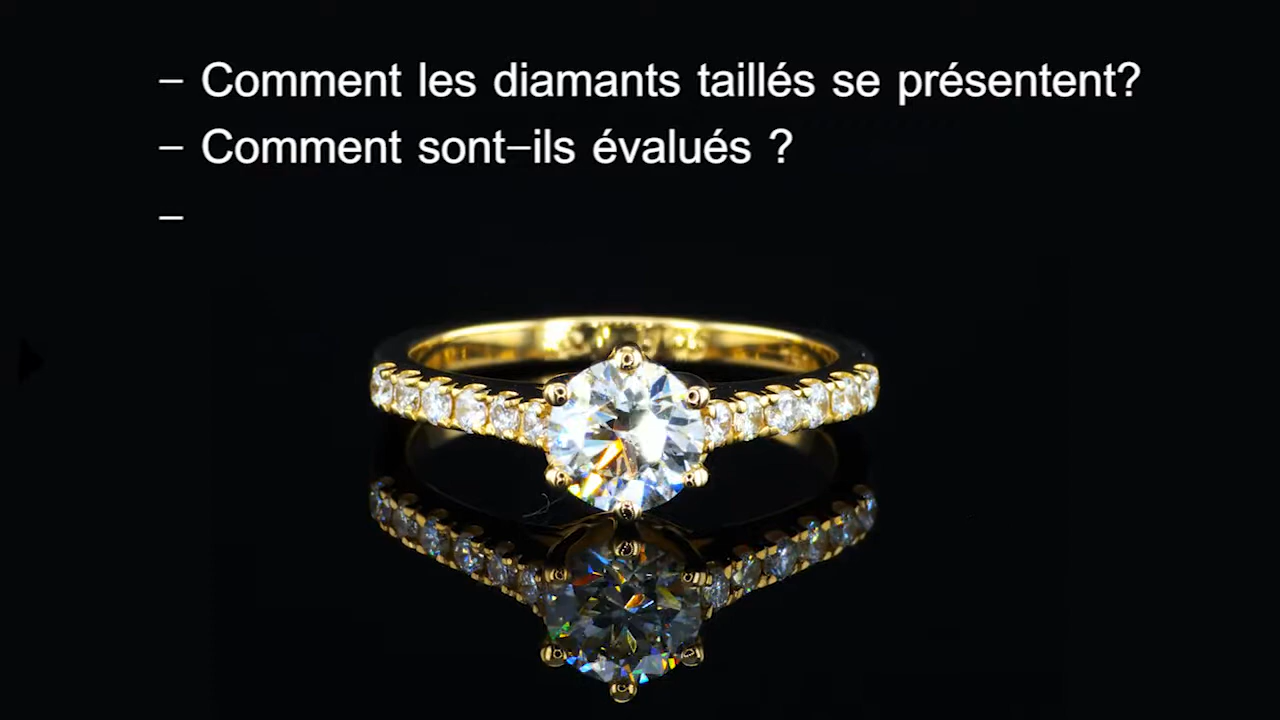 – Comment les diamants taillés se présentent?
– Comment sont–ils évalués ?
–